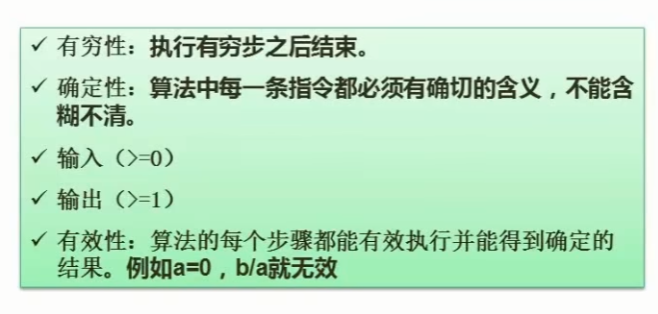 ✓ 有穷性：执行有穷步之后结束。
✓ 确定性：算法中每一条指令都必须有确切的含义，不能含
糊不清。
✓ 输入（>=0）
✓ 输出（>=1）
✓ 有效性：算法的每个步骤都能有效执行并能得到确定的
结果。例如a=0，b/a就无效